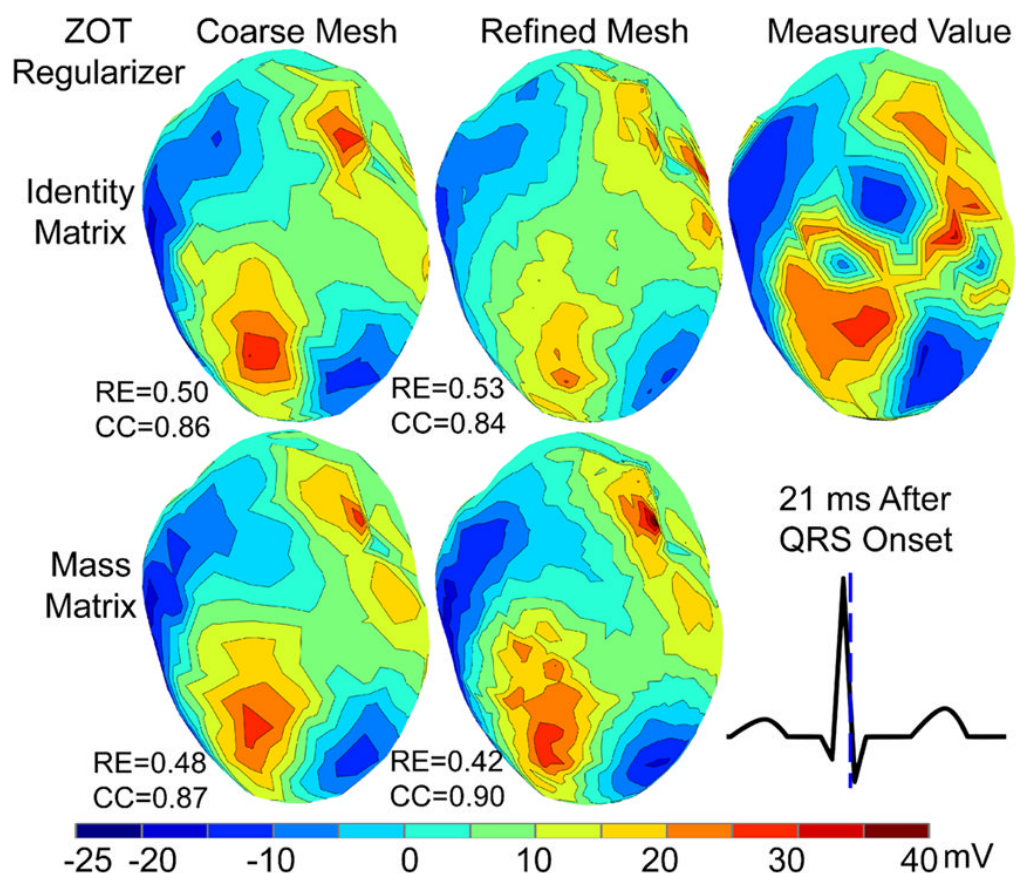 ZOT
Regularizer
Coarse Mesh
Refined Mesh
Measured Value
Identity
Matrix
RE=0.50
CC=0.86
RE=0.53
CC=0.84
Mass
Matrix
RE=0.48
CC=0.87
RE=0.42
CC=0.90
21 ms After
QRS Onset
-25 -20 -10 0 10 20 30 40 mV